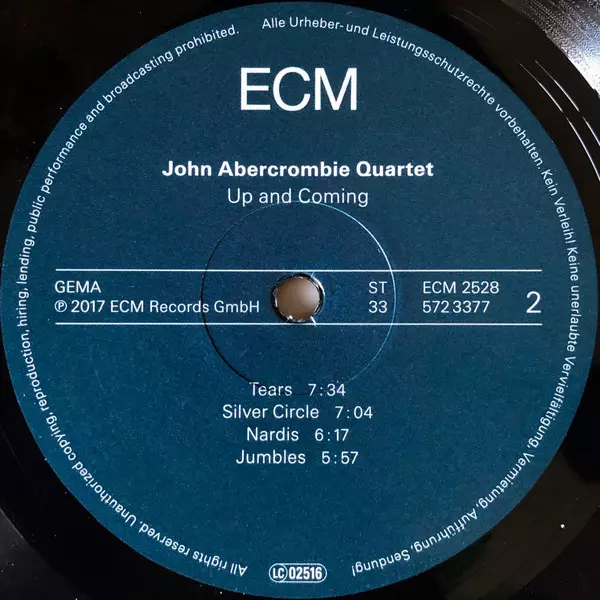 All rights reserved. Unauthorized copying, reproduction, hiring, lending, public performance and broadcasting prohibited.
Alle Urheber- und Leistungsschutzrechte vorbehalten. Kein Verleih! Keine unerlaubte Vervielfältigung, Vermietung, Aufführung, Sendung!
ECM
John Abercrombie Quartet
Up and Coming
GEMA ST ECM 2528
℗ 2017 ECM Records GmbH 33 572 3377 2
Tears 7:34
Silver Circle 7:04
Nardis 6:17
Jumbles 5:57
LC 02516